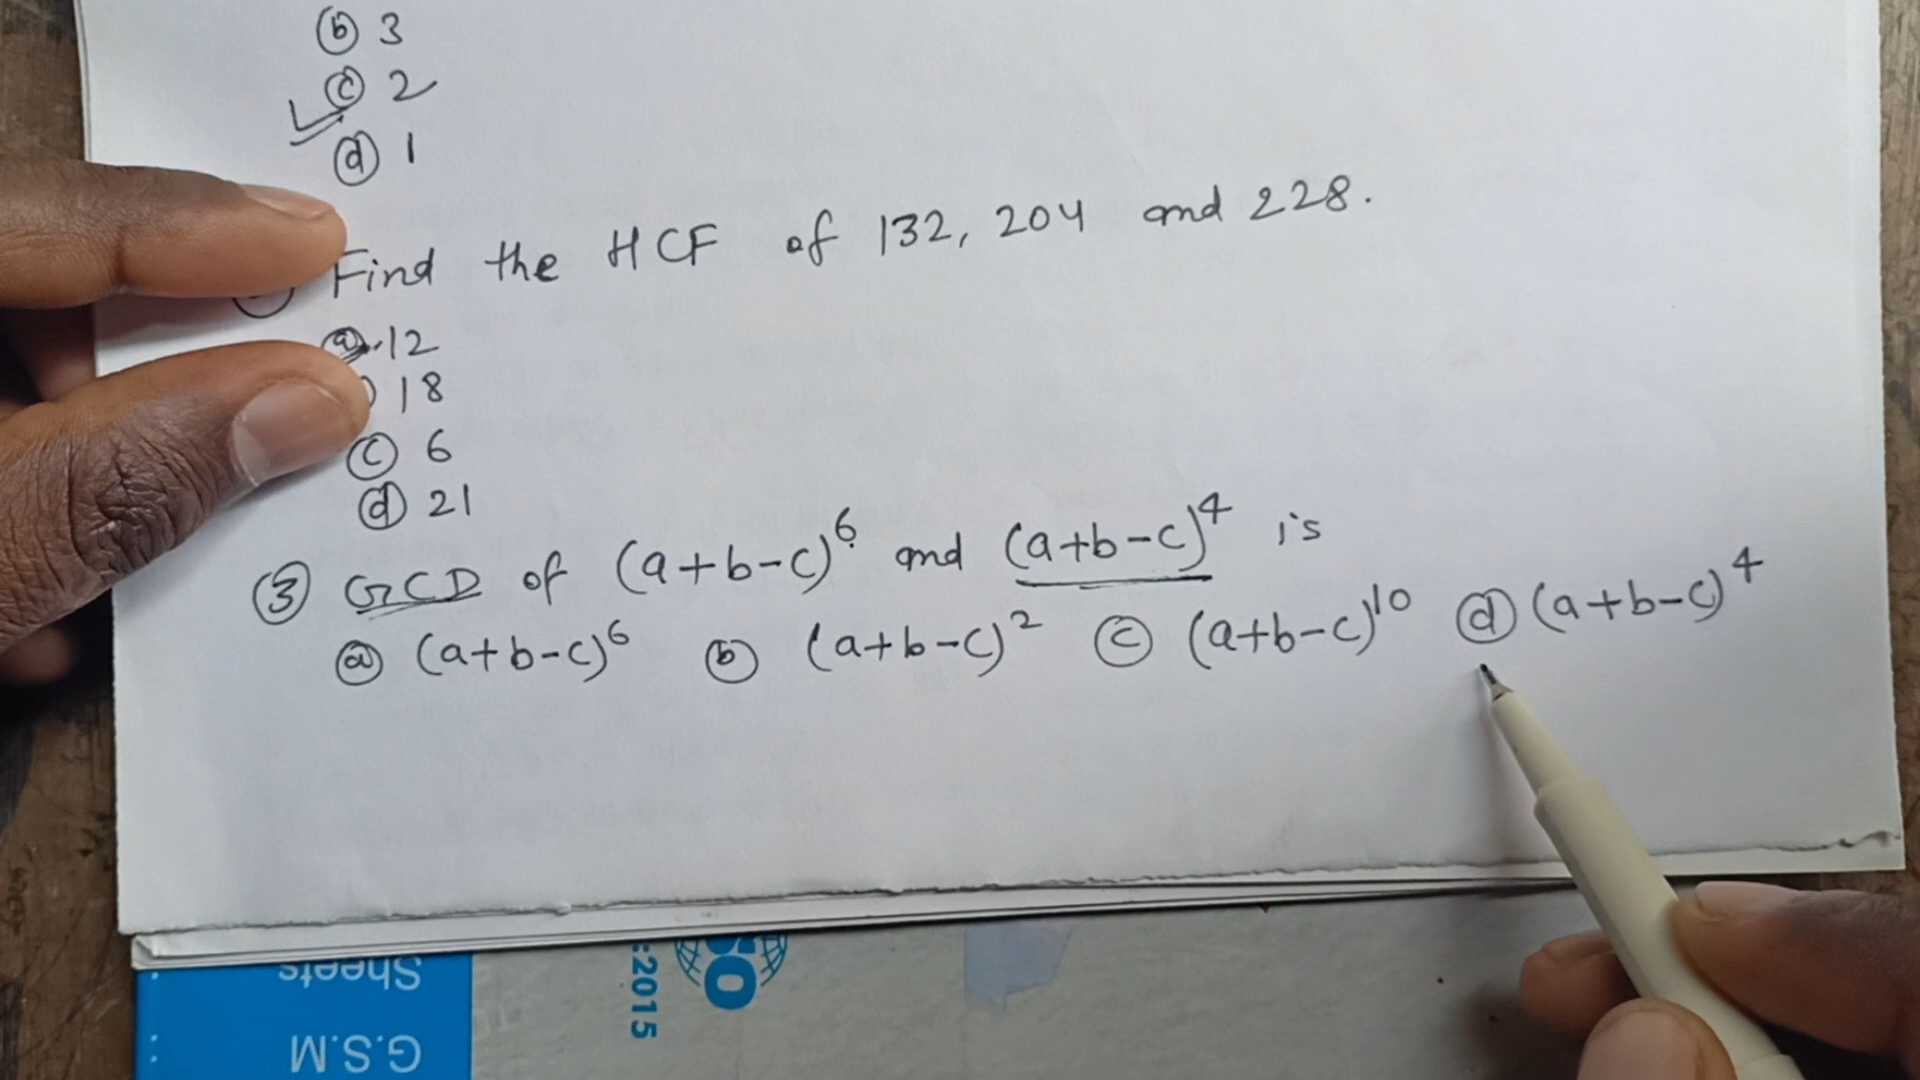 ⓑ 3
ⓒ 2
ⓓ 1
Find the HCF of 132, 204 and 228.
ⓐ 12
) 18
ⓒ 6
ⓓ 21
③ GCD of (a+b-c)⁶ and (a+b-c)⁴ is
ⓐ (a+b-c)⁶ ⓑ (a+b-c)² ⓒ (a+b-c)¹⁰ ⓓ (a+b-c)⁴
:2015
Sheets
G.S.M